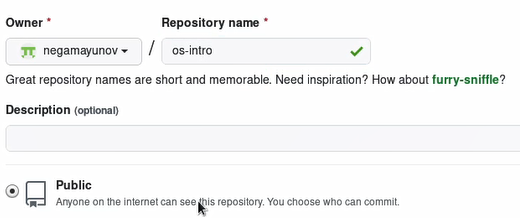 Owner * Repository name *
negamayunov / os-intro
Great repository names are short and memorable. Need inspiration? How about furry-sniffle?
Description (optional)
Public
Anyone on the internet can see this repository. You choose who can commit.